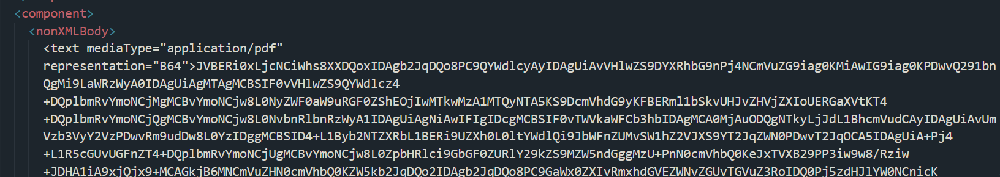 <component>
<nonXMLBody>
<text mediaType="application/pdf"
representation="B64">JVBERi0xLjcNCiWhs8XXDQoxIDAgb2JqDQo8PC9QYWdlcyAyIDAgUiAvVHlwZS9DYXRhbG9nPj4NCmVuZG9iag0KMiAwIG9iag0KPDwvQ291bn
QgMi9LaWRzWyA0IDAgUiAgMTAgMCBSIF0vVHlwZS9QYWdlcz4
+DQplbmRvYmoNCjMgMCBvYmoNCjw8L0NyZWF0aW9uRGF0ZShEOjIwMTkwMzA1MTQyNTA5KS9DcmVhdG9yKFBERml1bSkvUHJvZHVjZXIoUERGaXVtKT4
+DQplbmRvYmoNCjQgMCBvYmoNCjw8L0NvbnRlbnRzWyA1IDAgUiAgNiAwIFIgIDcgMCBSIF0vTWVkaWFCb3hbIDAgMCA0MjAuODQgNTkyLjJdL1BhcmVudCAyIDAgUiAvUm
Vzb3VyY2VzPDwvRm9udDw8L0YzIDggMCBSID4+L1Byb2NTZXRbL1BERi9UZXh0L0ltYWdlQi9JbWFnZUMvSW1hZ2VJXS9YT2JqZWN0PDwvT2JqOCA5IDAgUiA+Pj4
+L1R5cGUvUGFnZT4+DQplbmRvYmoNCjUgMCBvYmoNCjw8L0ZpbHRlci9GbGF0ZURlY29kZS9MZW5ndGggMzU+PnN0cmVhbQ0KeJxTVXB29PP3iw9w8/Rziw
+JDHA1iA9xjQjx9+MCAGkjB6MNCmVuZHN0cmVhbQ0KZW5kb2JqDQo2IDAgb2JqDQo8PC9GaWx0ZXIvRmxhdGVEZWNvZGUvTGVuZ3RoIDQ0Pj5zdHJlYW0NCnicK